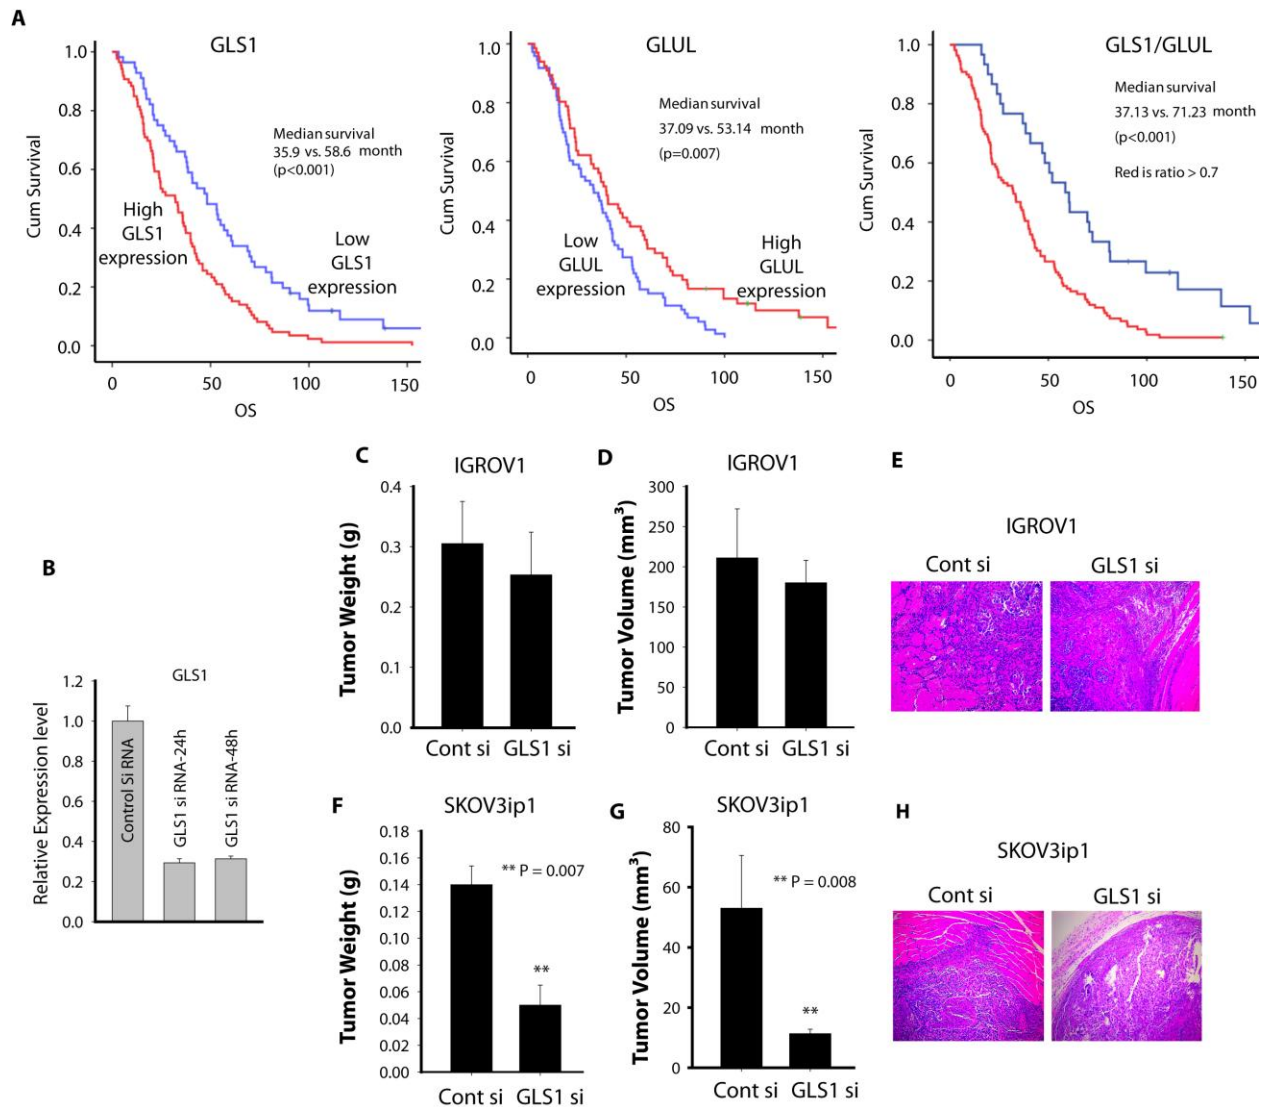 A
GLS1
1.0
0.8
0.6
0.4
0.2
0.0
Cum Survival
Median survival
35.9 vs. 58.6 month
(p<0.001)
High
GLS1
expression
Low
GLS1
expression
0
50
100
150
OS
GLUL
1.0
0.8
0.6
0.4
0.2
0.0
Cum Survival
Median survival
37.09 vs. 53.14 month
(p=0.007)
Low
GLUL
expression
High
GLUL
expression
0
50
100
150
OS
GLS1/GLUL
1.0
0.8
0.6
0.4
0.2
0.0
Cum Survival
Median survival
37.13 vs. 71.23 month
(p<0.001)
Red is ratio > 0.7
0
50
100
150
OS
B
GLS1
1.2
1.0
0.8
0.6
0.4
0.2
0.0
Relative Expression level
Control Si RNA
GLS1 si RNA-24h
GLS1 si RNA-48h
C
IGROV1
0.4
0.3
0.2
0.1
0.0
Tumor Weight (g)
Cont si
GLS1 si
D
IGROV1
300
250
200
150
100
50
0
Tumor Volume (mm³)
Cont si
GLS1 si
E
IGROV1
Cont si
GLS1 si
F
SKOV3ip1
0.18
0.16
0.14
0.12
0.10
0.08
0.06
0.04
0.02
0.00
Tumor Weight (g)
** P = 0.007
**
Cont si
GLS1 si
G
SKOV3ip1
80
60
40
20
0
Tumor Volume (mm³)
** P = 0.008
**
Cont si
GLS1 si
H
SKOV3ip1
Cont si
GLS1 si